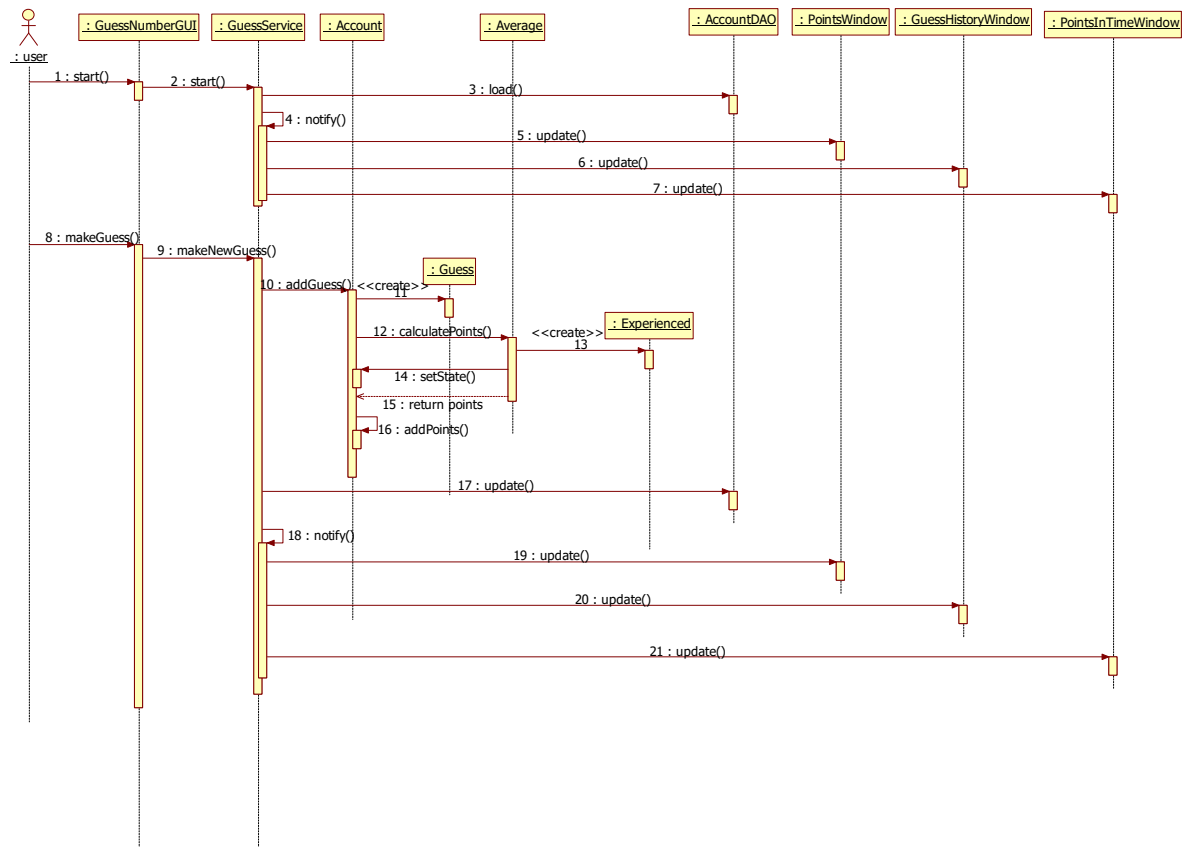 : user
: GuessNumberGUI
: GuessService
: Account
: Average
: AccountDAO
: PointsWindow
: GuessHistoryWindow
: PointsInTimeWindow
1 : start()
2 : start()
3 : load()
4 : notify()
5 : update()
6 : update()
7 : update()
8 : makeGuess()
9 : makeNewGuess()
: Guess
10 : addGuess()
<<create>>
11
: Experienced
12 : calculatePoints()
<<create>>
13
14 : setState()
15 : return points
16 : addPoints()
17 : update()
18 : notify()
19 : update()
20 : update()
21 : update()